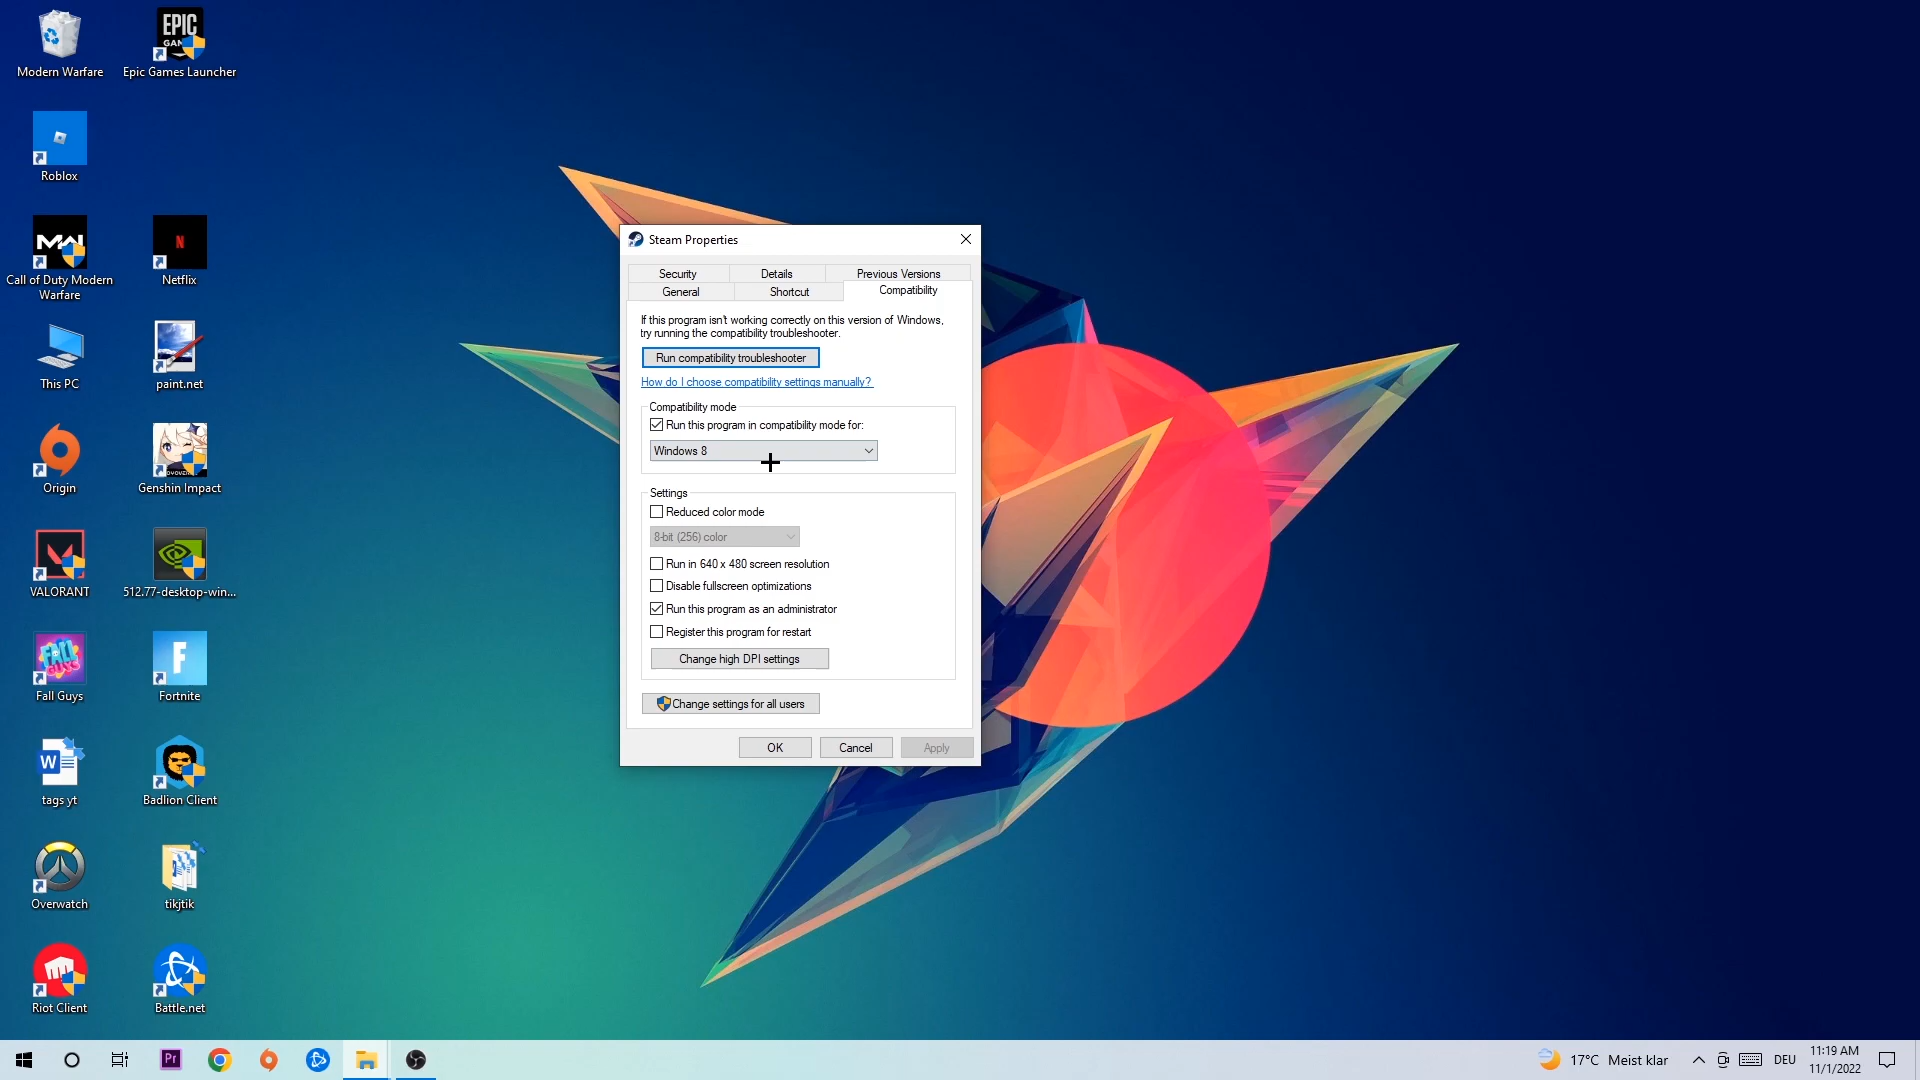 EPIC
GAM
Modern Warfare
Epic Games Launcher
Roblox
MW
N
Call of Duty Modern
Warfare
Netflix
This PC
paint.net
Origin
Genshin Impact
VALORANT
512.77-desktop-win...
FALL
GUYS
F
Fall Guys
Fortnite
W
tags yt
Badlion Client
Overwatch
tikjtik
Riot Client
Battle.net
Steam Properties
Security
Details
Previous Versions
General
Shortcut
Compatibility
If this program isn't working correctly on this version of Windows,
try running the compatibility troubleshooter.
Run compatibility troubleshooter
How do I choose compatibility settings manually?
Compatibility mode
Run this program in compatibility mode for:
Windows 8
Settings
Reduced color mode
8-bit (256) color
Run in 640 x 480 screen resolution
Disable fullscreen optimizations
Run this program as an administrator
Register this program for restart
Change high DPI settings
Change settings for all users
OK
Cancel
Apply
Pr
17°C Meist klar
DEU
11:19 AM
11/1/2022